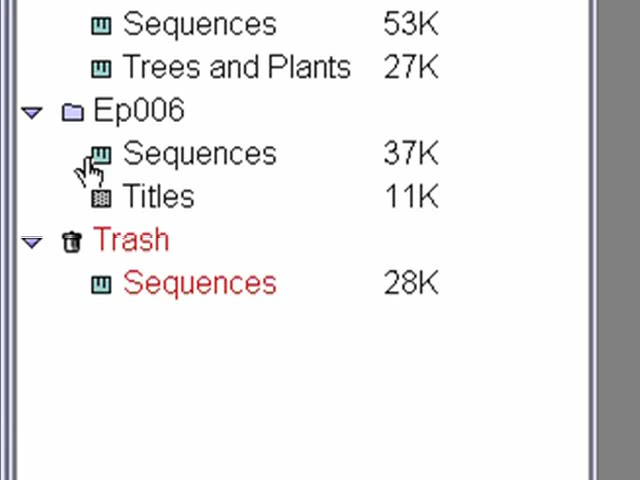 Sequences 53K
Trees and Plants 27K
Ep006
Sequences 37K
Titles 11K
Trash
Sequences 28K